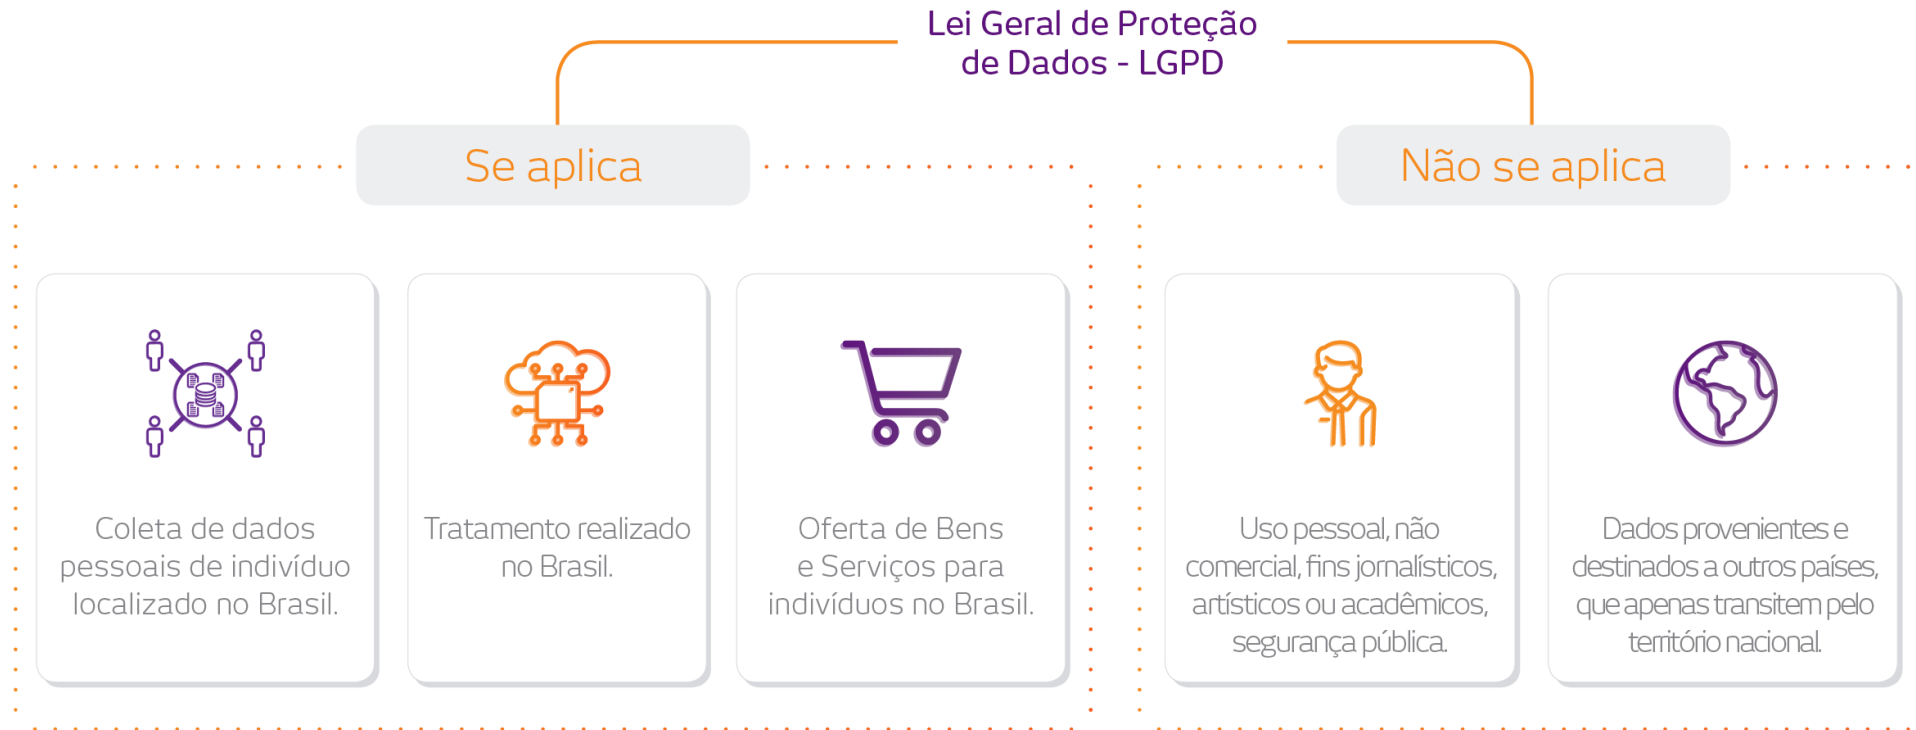 Lei Geral de Proteção
de Dados - LGPD
Se aplica
Não se aplica
Coleta de dados
pessoais de indivíduo
localizado no Brasil.
Tratamento realizado
no Brasil.
Oferta de Bens
e Serviços para
indivíduos no Brasil.
Uso pessoal, não
comercial, fins jornalísticos,
artísticos ou acadêmicos,
segurança pública.
Dados provenientes e
destinados a outros países,
que apenas transitem pelo
território nacional.